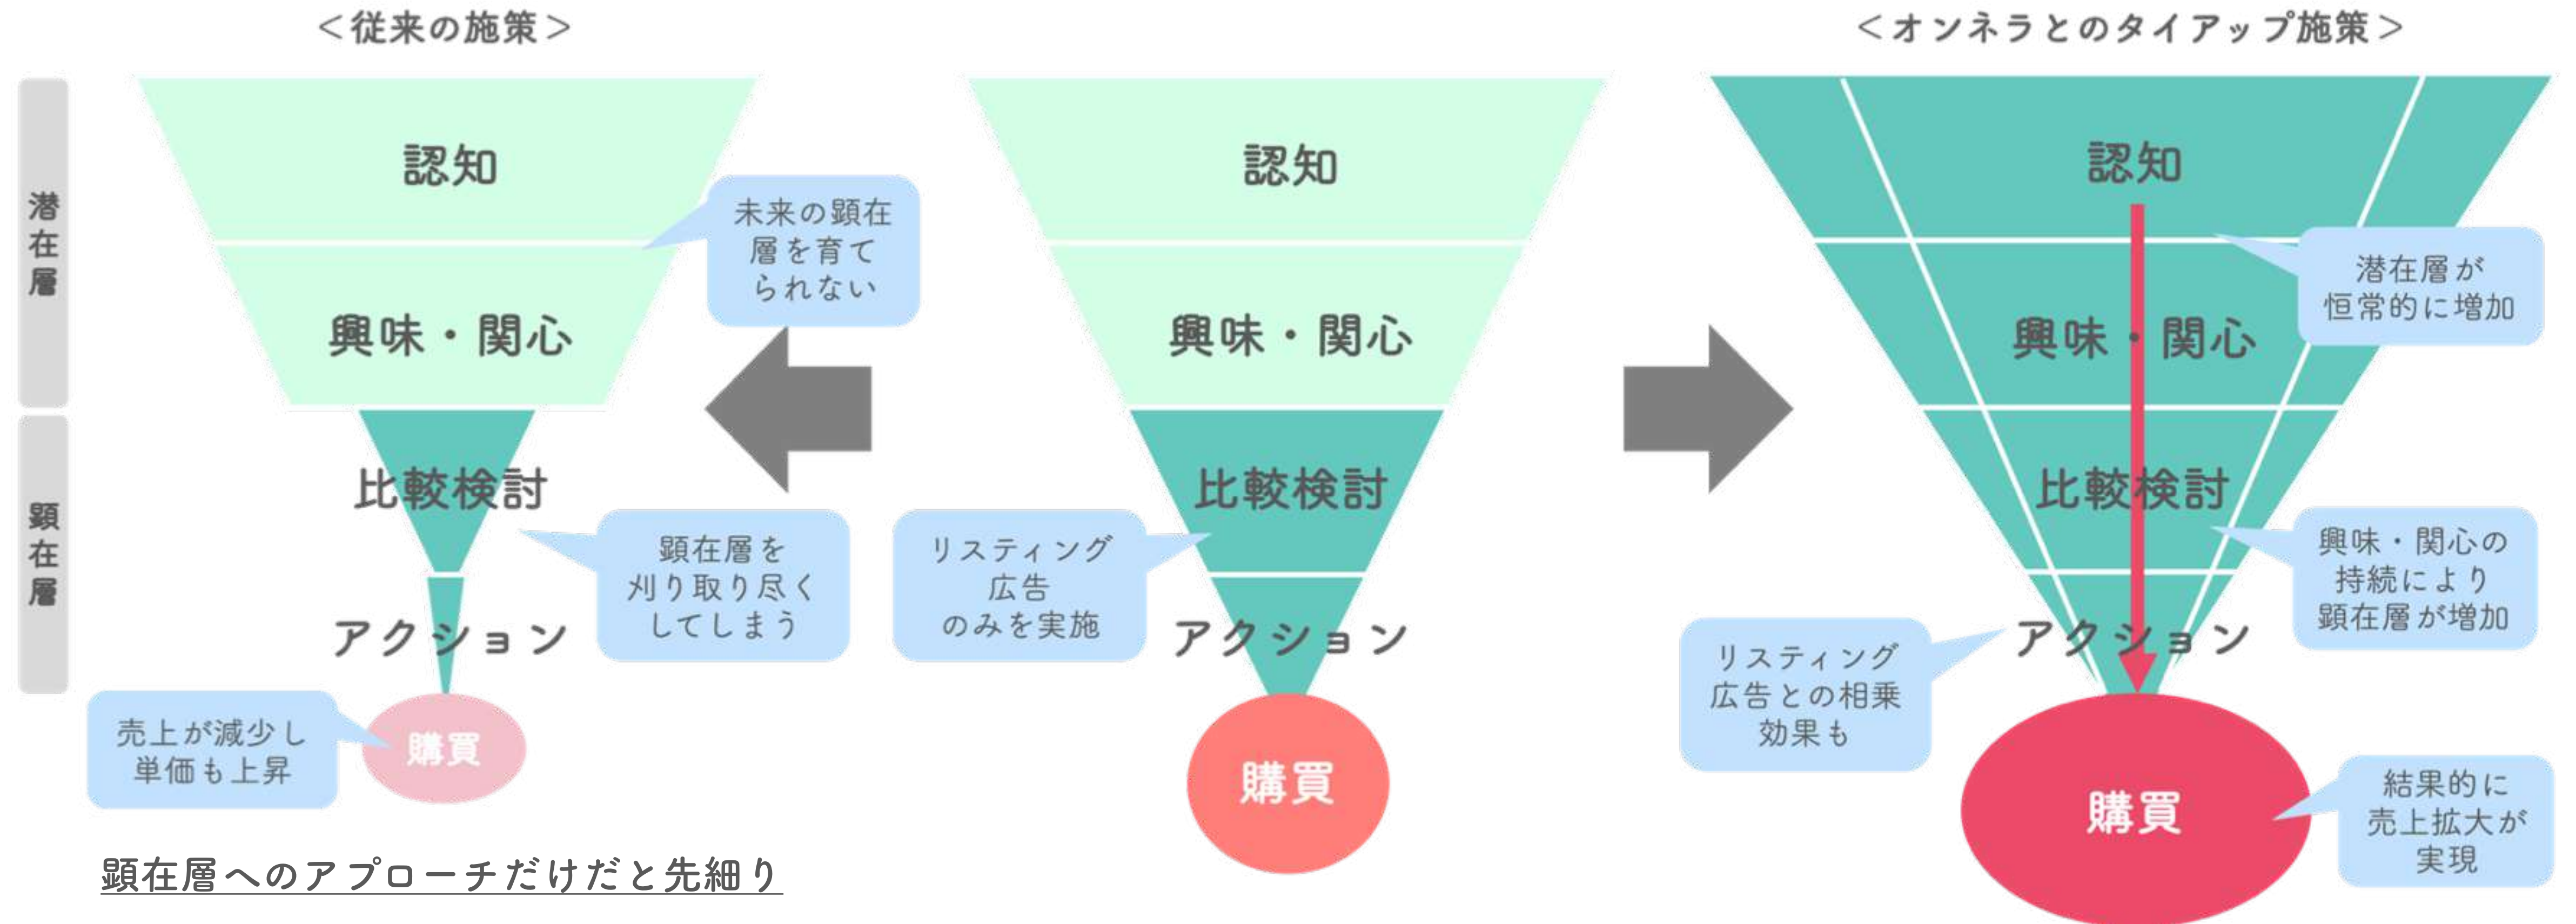 ＜従来の施策＞
＜オンネラとのタイアップ施策＞
潜在層
顕在層
認知
興味・関心
比較検討
アクション
購買
未来の顕在
層を育て
られない
顕在層を
刈り取り尽く
してしまう
売上が減少し
単価も上昇
顕在層へのアプローチだけだと先細り
認知
興味・関心
比較検討
アクション
購買
リスティング
広告
のみを実施
認知
興味・関心
比較検討
アクション
購買
潜在層が
恒常的に増加
興味・関心の
持続により
顕在層が増加
リスティング
広告との相乗
効果も
結果的に
売上拡大が
実現